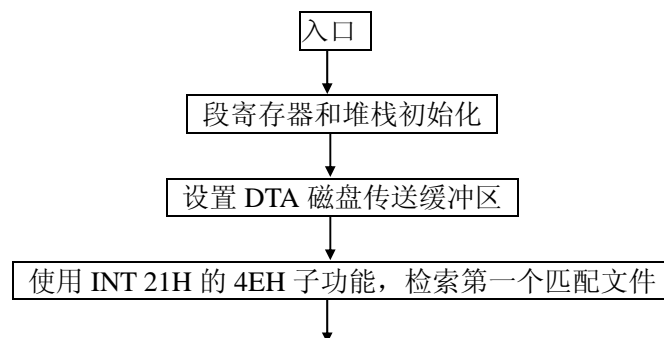 入口
段寄存器和堆栈初始化
设置 DTA 磁盘传送缓冲区
使用 INT 21H 的 4EH 子功能，检索第一个匹配文件